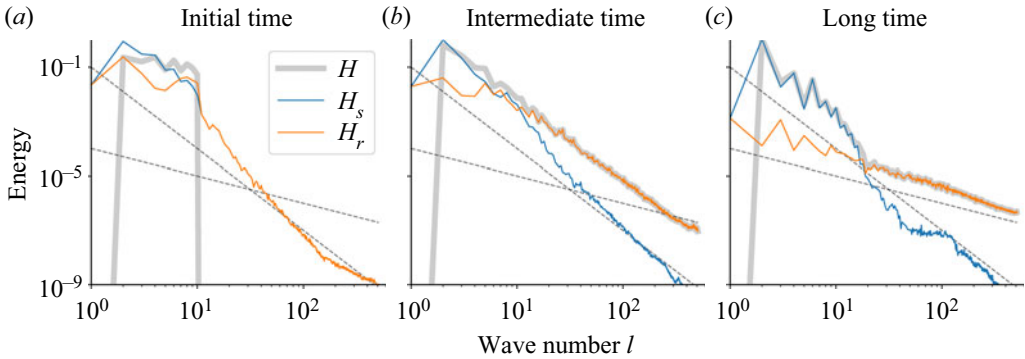 (a) Initial time
(b) Intermediate time
(c) Long time
H
H_s
H_r
Energy
10^{-1}
10^{-5}
10^{-9}
10^0 10^1 10^2
10^0 10^1 10^2
10^0 10^1 10^2
Wave number l